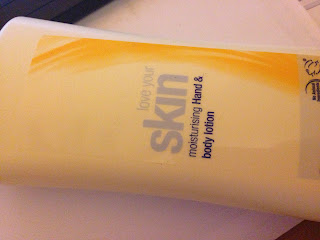 love your
skin
moisturising Hand &
body lotion